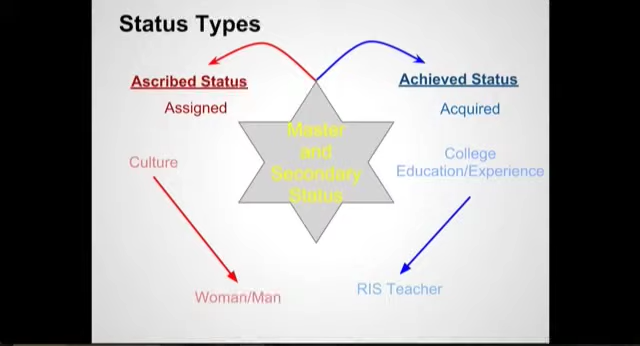 Status Types
Ascribed Status
Assigned
Achieved Status
Acquired
Master
and
Secondary
Status
Culture
College
Education/Experience
Woman/Man
RIS Teacher